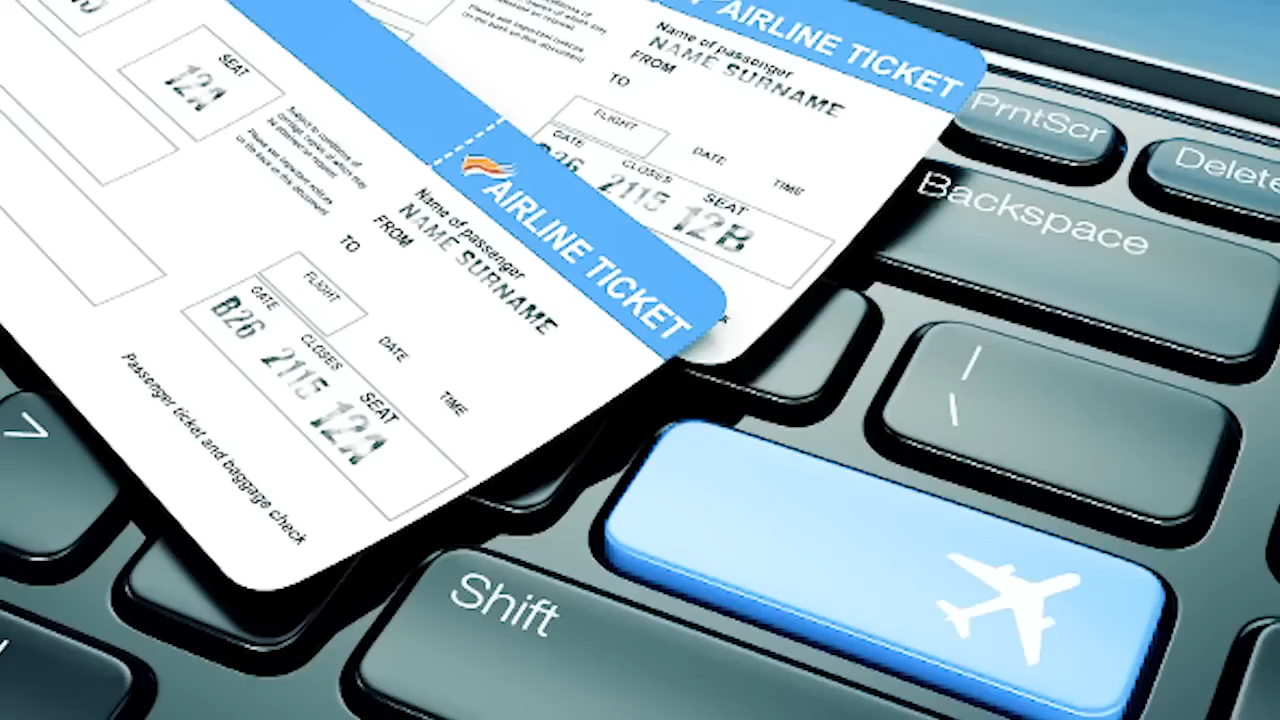 SEAT
12A
AIRLINE TICKET
Name of passenger
NAME SURNAME
FROM
TO
FLIGHT
DATE
TIME
GATE
CLOSES
SEAT
B26 2115 12B
AIRLINE TICKET
Name of passenger
NAME SURNAME
FROM
TO
FLIGHT
DATE
TIME
GATE
CLOSES
SEAT
B26 2115 12A
Passenger ticket and baggage check
PrntScr
Delete
Backspace
|
\
Shift